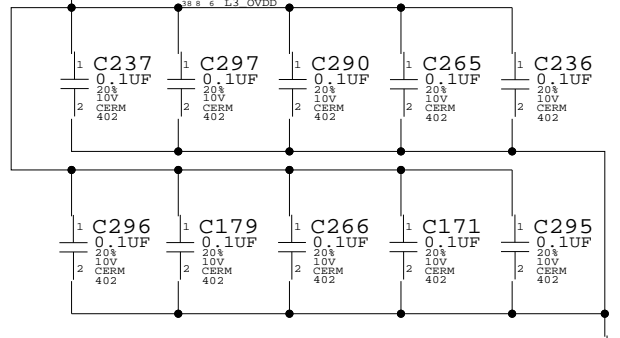 38 8 6 L3_OVDD
1 C237 1 C297 1 C290 1 C265 1 C236
0.1UF 0.1UF 0.1UF 0.1UF 0.1UF
20% 20% 20% 20% 20%
10V 10V 10V 10V 10V
2 CERM 2 CERM 2 CERM 2 CERM 2 CERM
402 402 402 402 402
1 C296 1 C179 1 C266 1 C171 1 C295
0.1UF 0.1UF 0.1UF 0.1UF 0.1UF
20% 20% 20% 20% 20%
10V 10V 10V 10V 10V
2 CERM 2 CERM 2 CERM 2 CERM 2 CERM
402 402 402 402 402